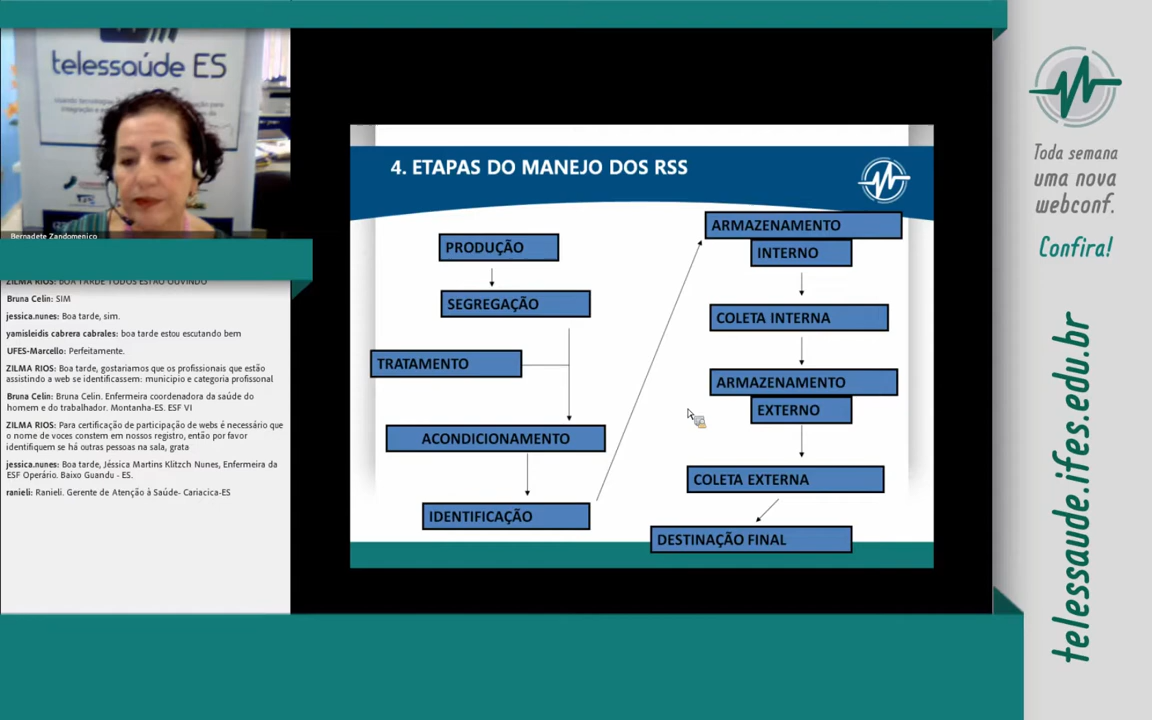 telessaúde ES
Bernadete Zandomenico
ZILMA RIOS: BOA TARDE TODOS ESTÃO OUVINDO
Bruna Celin: SIM
jessica.nunes: Boa tarde, sim.
yamisleidis cabrera cabrales: boa tarde estou escutando bem
UFES-Marcello: Perfeitamente.
ZILMA RIOS: Boa tarde, gostariamos que os profissionais que estão
assistindo a web se identificassem: municipio e categoria profissonal
Bruna Celin: Bruna Celin. Enfermeira coordenadora da saúde do
homem e do trabalhador. Montanha-ES. ESF VI
ZILMA RIOS: Para certificação de participação de webs é necessário que
o nome de voces constem em nossos registro, então por favor
identifiquem se há outras pessoas na sala, grata
jessica.nunes: Boa tarde, Jéssica Martins Klitzch Nunes, Enfermeira da
ESF Operário. Baixo Guandu - ES.
ranieli: Ranieli. Gerente de Atenção à Saúde- Cariacica-ES
4. ETAPAS DO MANEJO DOS RSS
PRODUÇÃO
SEGREGAÇÃO
TRATAMENTO
ACONDICIONAMENTO
IDENTIFICAÇÃO
ARMAZENAMENTO
INTERNO
COLETA INTERNA
ARMAZENAMENTO
EXTERNO
COLETA EXTERNA
DESTINAÇÃO FINAL
Toda semana
uma nova
webconf.
Confira!
telessaude.ifes.edu.br